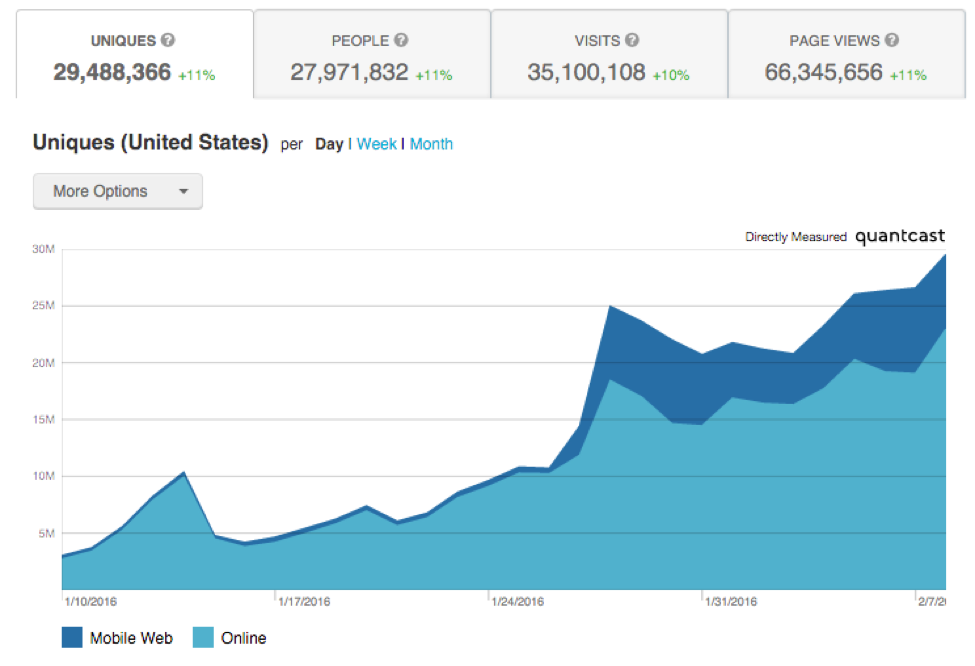 UNIQUES ?
29,488,366 +11%
PEOPLE ?
27,971,832 +11%
VISITS ?
35,100,108 +10%
PAGE VIEWS ?
66,345,656 +11%
Uniques (United States) per Day | Week | Month
More Options
Directly Measured quantcast
30M
25M
20M
15M
10M
5M
1/10/2016 1/17/2016 1/24/2016 1/31/2016 2/7/2
Mobile Web Online